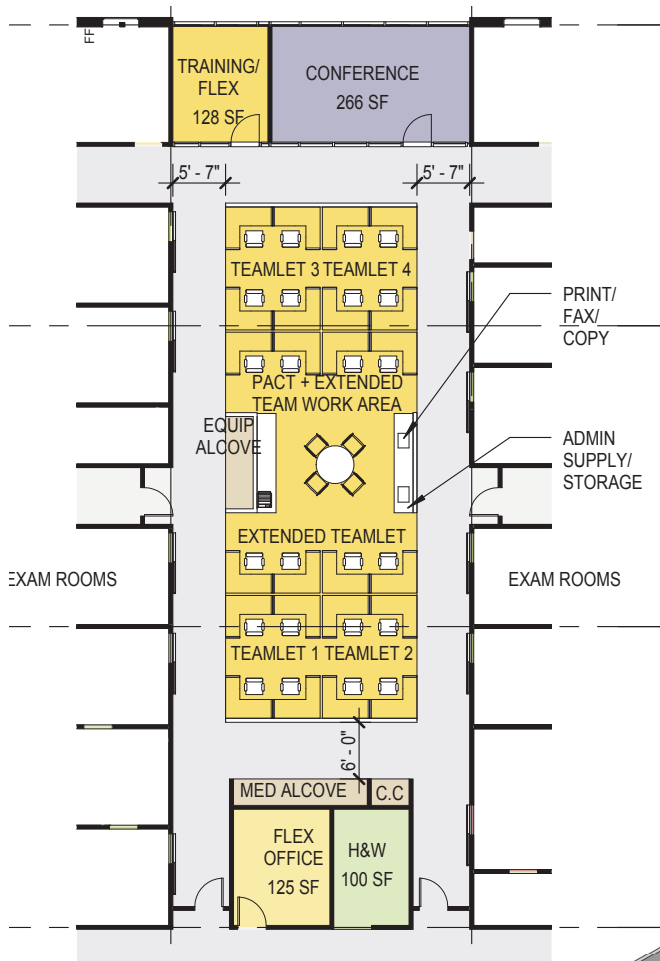 FF
TRAINING/
FLEX
128 SF
CONFERENCE
266 SF
5' - 7"
5' - 7"
TEAMLET 3
TEAMLET 4
PRINT/
FAX/
COPY
PACT + EXTENDED
TEAM WORK AREA
EQUIP
ALCOVE
ADMIN
SUPPLY/
STORAGE
EXTENDED TEAMLET
EXAM ROOMS
EXAM ROOMS
TEAMLET 1
TEAMLET 2
6' - 0"
MED ALCOVE
C.C
FLEX
OFFICE
125 SF
H&W
100 SF